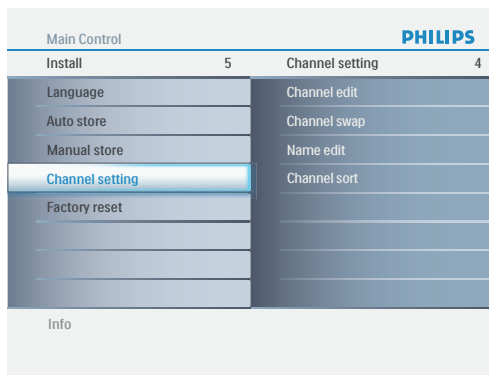 Main Control
PHILIPS
Install 5
Channel setting 4
Language
Channel edit
Auto store
Channel swap
Manual store
Name edit
Channel setting
Channel sort
Factory reset
Info